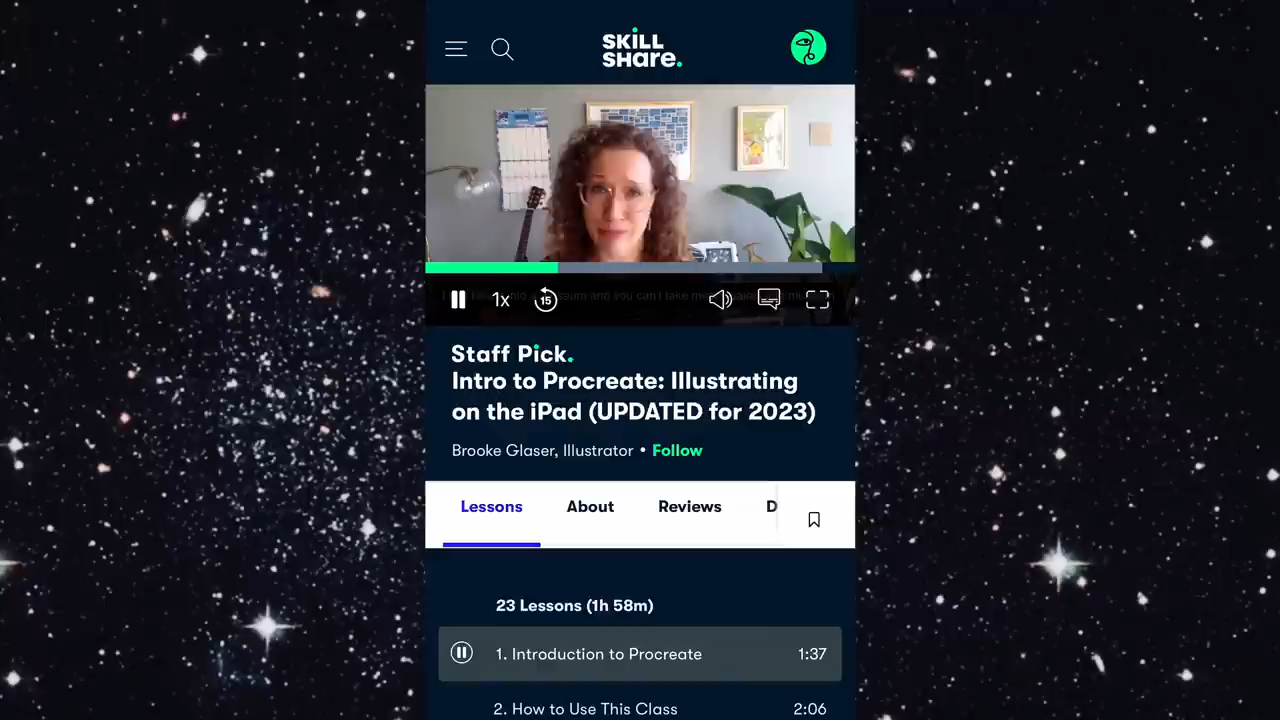 SKILL
SHARE.
1x
15
Staff Pick.
Intro to Procreate: Illustrating
on the iPad (UPDATED for 2023)
Brooke Glaser, Illustrator • Follow
Lessons About Reviews D
23 Lessons (1h 58m)
1. Introduction to Procreate 1:37
2. How to Use This Class 2:06